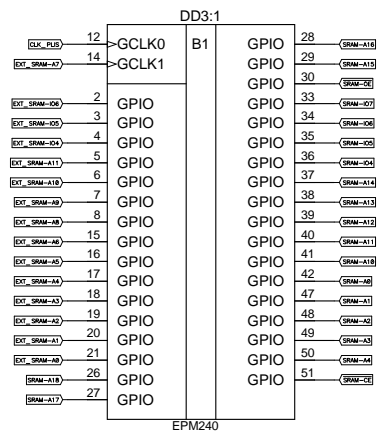 DD3:1
CLK_PLIS 12 GCLK0 B1 GPIO 28 SRAM-A16
EXT_SRAM-A7 14 GCLK1 GPIO 29 SRAM-A15
GPIO 30 SRAM-OE
EXT_SRAM-IO6 2 GPIO GPIO 33 SRAM-IO7
EXT_SRAM-IO5 3 GPIO GPIO 34 SRAM-IO6
EXT_SRAM-IO4 4 GPIO GPIO 35 SRAM-IO5
EXT_SRAM-A11 5 GPIO GPIO 36 SRAM-IO4
EXT_SRAM-A10 6 GPIO GPIO 37 SRAM-A14
EXT_SRAM-A9 7 GPIO GPIO 38 SRAM-A13
EXT_SRAM-A8 8 GPIO GPIO 39 SRAM-A12
EXT_SRAM-A6 15 GPIO GPIO 40 SRAM-A11
EXT_SRAM-A5 16 GPIO GPIO 41 SRAM-A10
EXT_SRAM-A4 17 GPIO GPIO 42 SRAM-A0
EXT_SRAM-A3 18 GPIO GPIO 47 SRAM-A1
EXT_SRAM-A2 19 GPIO GPIO 48 SRAM-A2
EXT_SRAM-A1 20 GPIO GPIO 49 SRAM-A3
EXT_SRAM-A0 21 GPIO GPIO 50 SRAM-A4
SRAM-A18 26 GPIO GPIO 51 SRAM-CE
SRAM-A17 27 GPIO
EPM240